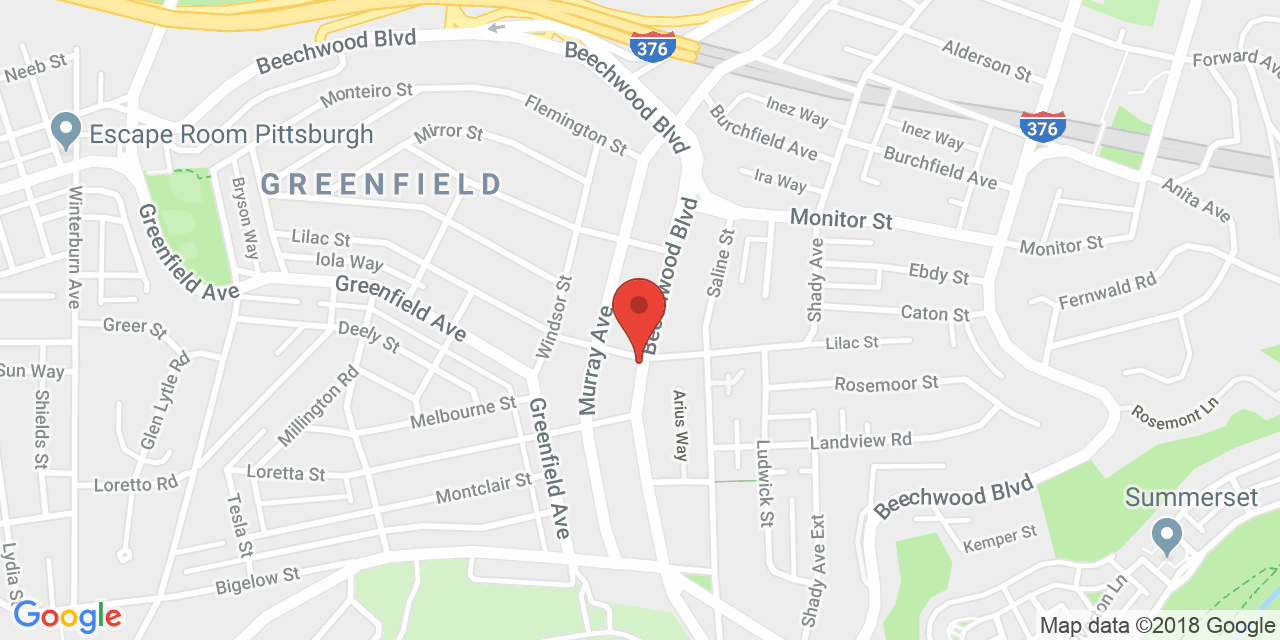 Beechwood Blvd
376
Alderson St
Forward Ave
Neeb St
Beechwood Blvd
Monteiro St
Flemington St
Inez Way
Escape Room Pittsburgh
Mirror St
Burchfield Ave
Inez Way
376
Burchfield Ave
GREENFIELD
Ira Way
Anita Ave
Bryson Way
Winterburn Ave
Greenfield Ave
Beechwood Blvd
Monitor St
Monitor St
Lilac St
Iola Way
Saline St
Shady Ave
Ebdy St
Fernwald Rd
Greenfield Ave
Windsor St
Murray Ave
Beechwood Blvd
Caton St
Greer St
Deely St
Lilac St
Sun Way
Glen Lytle Rd
Millington Rd
Melbourne St
Rosemoor St
Rosemont Ln
Shields St
Greenfield Ave
Arius Way
Landview Rd
Loretto Rd
Loretta St
Montclair St
Ludwick St
Beechwood Blvd
Summerset
Tesla St
Shady Ave Ext
Kemper St
Lydia St
Bigelow St
on Ln
Google
Map data ©2018 Google